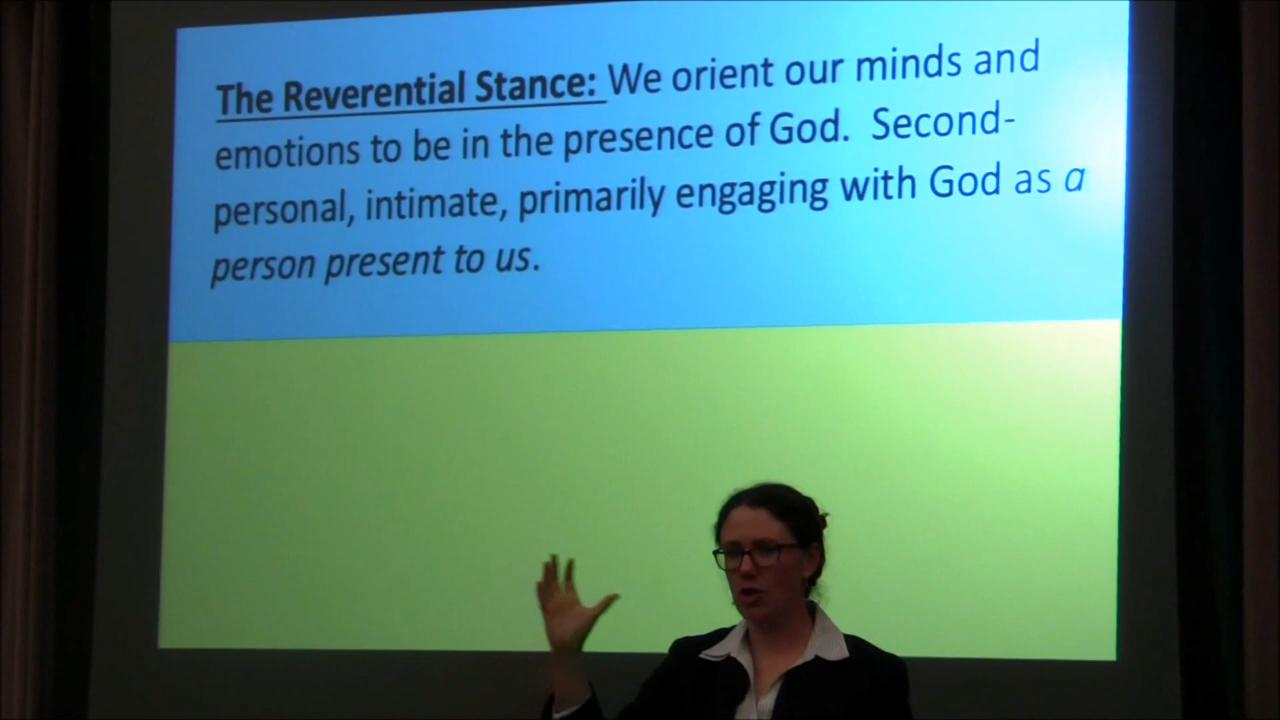 The Reverential Stance: We orient our minds and
emotions to be in the presence of God.  Second-
personal, intimate, primarily engaging with God as a
person present to us.